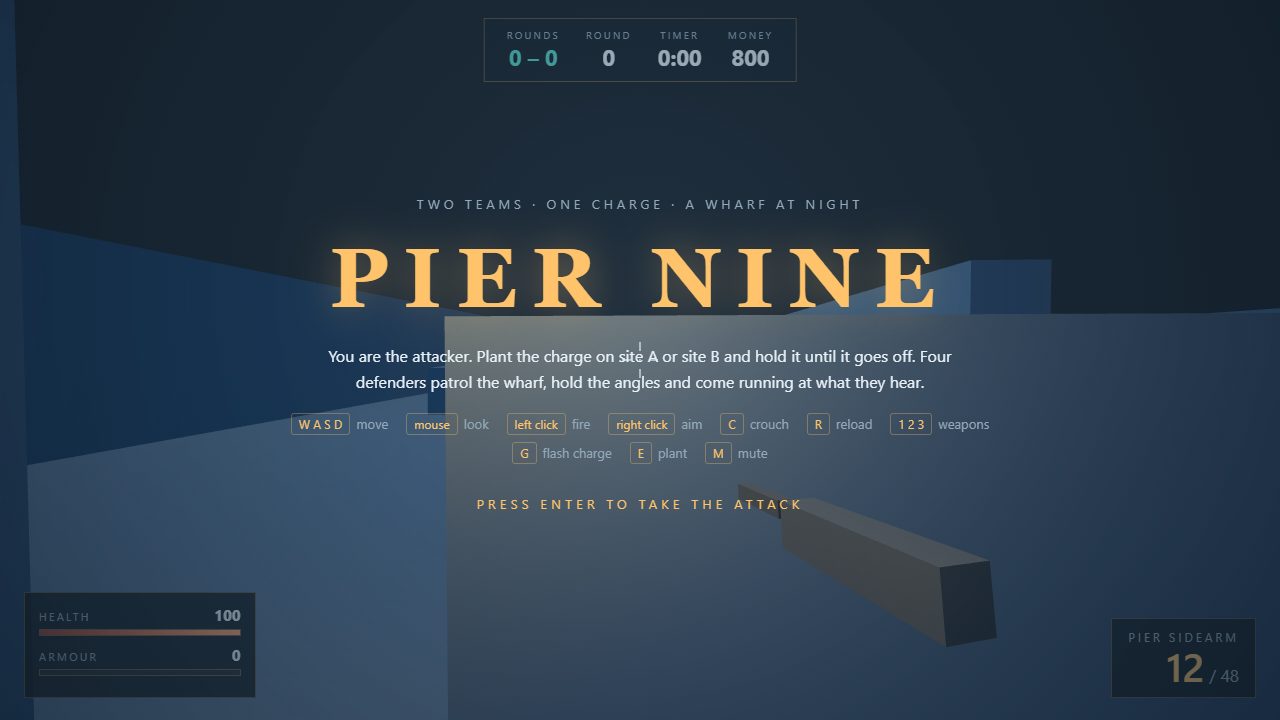 ROUNDS ROUND TIMER MONEY
0 – 0 0 0:00 800
TWO TEAMS · ONE CHARGE · A WHARF AT NIGHT
PIER NINE
You are the attacker. Plant the charge on site A or site B and hold it until it goes off. Four
defenders patrol the wharf, hold the angles and come running at what they hear.
W A S D move mouse look left click fire right click aim C crouch R reload 1 2 3 weapons
G flash charge E plant M mute
PRESS ENTER TO TAKE THE ATTACK
HEALTH 100
ARMOUR 0
PIER SIDEARM
12 / 48